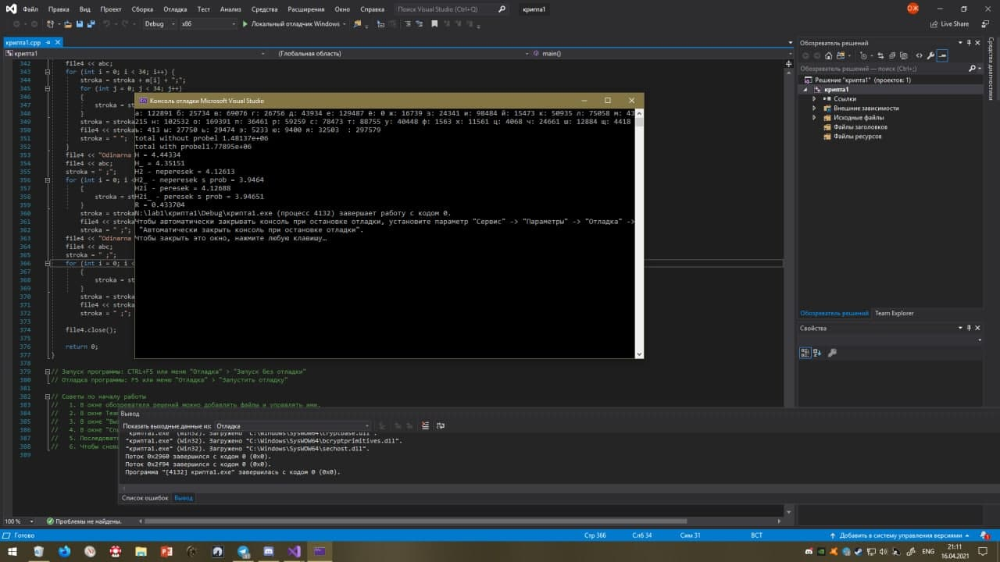 Файл Правка Вид Проект Сборка Отладка Тест Анализ Средства Расширения Окно Справка Поиск Visual Studio (Ctrl+Q) крипта1 ОЖ
Debug x86 Локальный отладчик Windows Live Share
крипта1.cpp
крипта1 (Глобальная область) main()
342 file4 << abc;
343 for (int i = 0; i < 34; i++) {
344 stroka = stroka + m[i] + ";";
345 for (int j = 0; j < 34; j++)
346 {
347 stroka = st
348 }
349 stroka = strok
350 file4 << strok
351 stroka = " ";
352 }
353 file4 << "Odinarna
354 file4 << abc;
355 stroka = " ;";
356 for (int i = 0; i <
357 {
358 stroka = st
359 }
360 stroka = strok
361 file4 << strok
362 stroka = " ;";
363 file4 << "Odinarna
364 file4 << abc;
365 stroka = " ;";
366 for (int i = 0; i <
367 {
368 stroka = st
369 }
370 stroka = strok
371 file4 << strok
372 stroka = " ;";
373
374 file4.close();
375
376 return 0;
377 }
378
379 // Запуск программы: CTRL+F5 или меню "Отладка" > "Запуск без отладки"
380 // Отладка программы: F5 или меню "Отладка" > "Запустить отладку"
381
382 // Советы по началу работы
383 // 1. В окне обозревателя решений можно добавлять файлы и управлять ими.
384 // 2. В окне Team
385 // 3. В окне "Вы
386 // 4. В окне "Спи
387 // 5. Последоват
388 // 6. Чтобы снова
389
Консоль отладки Microsoft Visual Studio
а: 122891 б: 25734 в: 69076 г: 26756 д: 43934 е: 129487 ё: 0 ж: 16739 з: 24341 и: 98484 й: 15473 к: 50935 л: 75058 м: 43
215 н: 102532 о: 169391 п: 36461 р: 59259 с: 78473 т: 88755 у: 40448 ф: 1563 х: 11561 ц: 4068 ч: 24661 ш: 12884 щ: 4418
ъ: 413 ы: 27750 ь: 29474 э: 5233 ю: 9400 я: 32503 : 297579
total without probel 1.48137e+06
total with probel1.77895e+06
H = 4.44334
H_ = 4.35151
H2 - neperesek = 4.12613
H2_ - neperesek s prob = 3.9464
H2i - peresek = 4.12688
H2i_ - peresek s prob = 3.94651
R = 0.433704
N:\lab1\крипта1\Debug\крипта1.exe (процесс 4132) завершает работу с кодом 0.
Чтобы автоматически закрывать консоль при остановке отладки, установите параметр "Сервис" -> "Параметры" -> "Отладка" ->
"Автоматически закрыть консоль при остановке отладки".
Чтобы закрыть это окно, нажмите любую клавишу…
Обозреватель решений
Обозреватель решений — поиск (Ctrl+;)
Решение "крипта1" (проектов: 1)
крипта1
Ссылки
Внешние зависимости
Исходные файлы
Файлы заголовков
Файлы ресурсов
Обозреватель решений Team Explorer
Свойства
Средства диагностики
Вывод
Показать выходные данные из: Отладка
"крипта1.exe" (Win32). Загружено "C:\Windows\SysWOW64\cryptbase.dll".
"крипта1.exe" (Win32). Загружено "C:\Windows\SysWOW64\bcryptprimitives.dll".
"крипта1.exe" (Win32). Загружено "C:\Windows\SysWOW64\sechost.dll".
Поток 0x2960 завершился с кодом 0 (0x0).
Поток 0x2f94 завершился с кодом 0 (0x0).
Программа "[4132] крипта1.exe" завершилась с кодом 0 (0x0).
Список ошибок Вывод
100 % Проблемы не найдены.
Готово Стр 366 Слб 34 Сим 31 ВСТ Добавить в систему управления версиями
ENG 21:11
16.04.2021